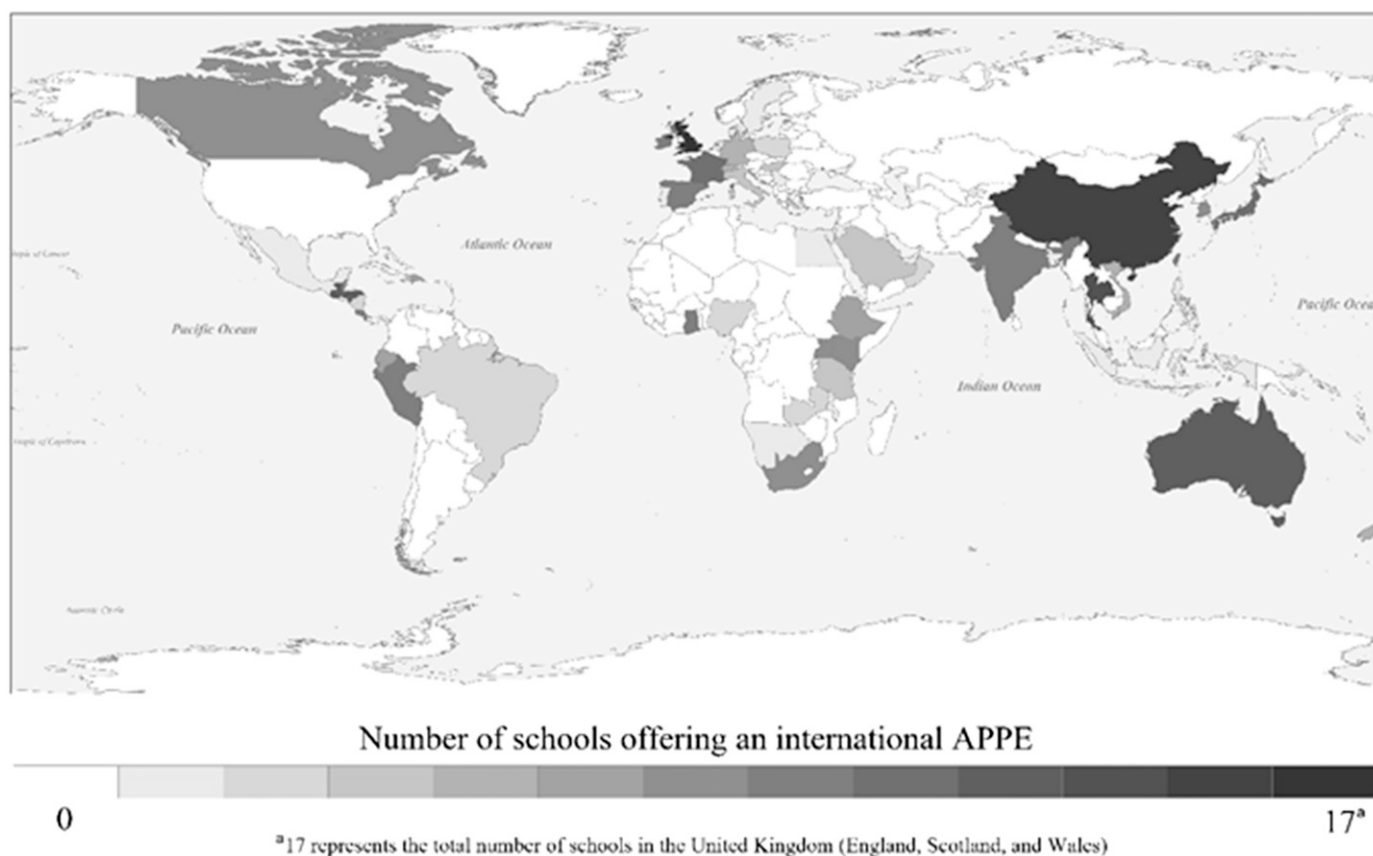 Atlantic Ocean
Pacific Ocean
Pacific Ocea
Indian Ocean
Number of schools offering an international APPE
0
17ᵃ
ᵃ17 represents the total number of schools in the United Kingdom (England, Scotland, and Wales)